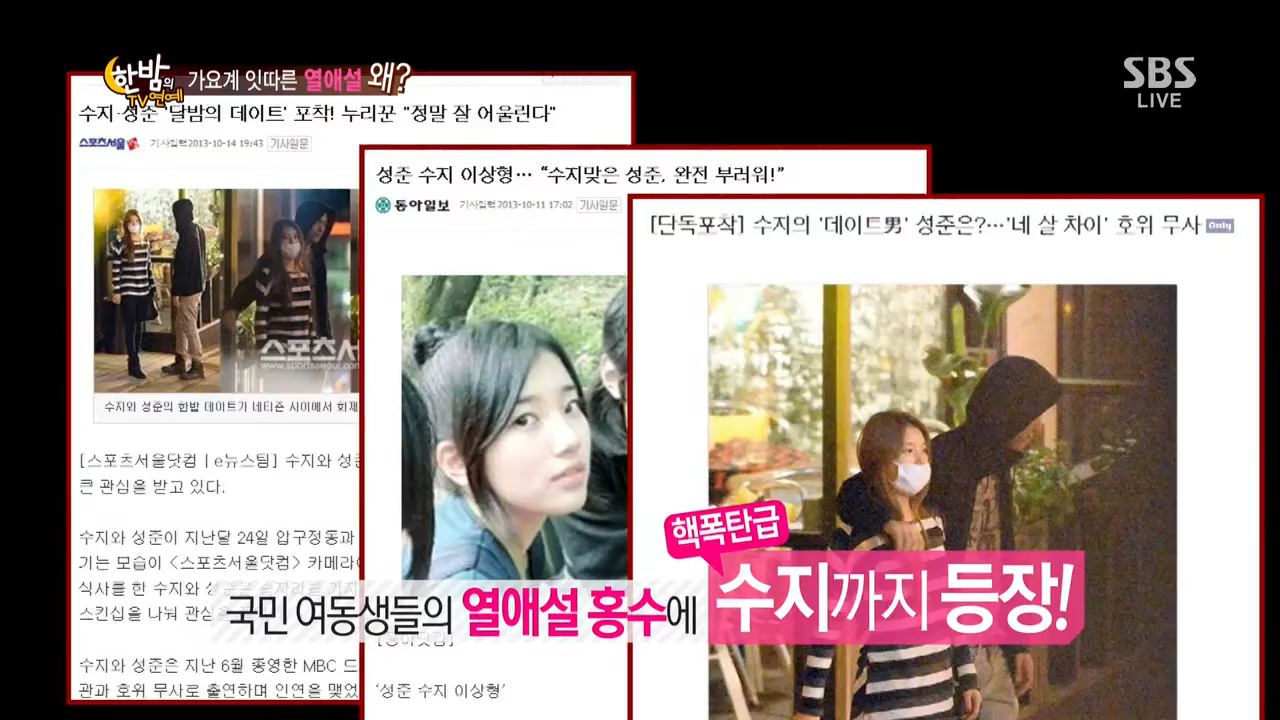 한밤의
TV연예
가요계 잇따른 열애설 왜?
SBS
LIVE
수지-성준 '달밤의 데이트' 포착! 누리꾼 "정말 잘 어울린다"
스포츠서울
기사입력 2013-10-14 19:43 기사원문
스포츠서
www.sportsseoul.com
수지와 성준의 한밤 데이트가 네티즌 사이에서 화제
[스포츠서울닷컴 | e뉴스팀] 수지와 성준
큰 관심을 받고 있다.
수지와 성준이 지난달 24일 압구정동과
기는 모습이 <스포츠서울닷컴> 카메라에
식사를 한 수지와
스킨십을 나눠 관심
수지와 성준은 지난 6월 종영한 MBC 드
관과 호위 무사로 출연하며 인연을 맺었
성준 수지 이상형… “수지맞은 성준, 완전 부러워!”
동아일보
기사입력 2013-10-11 17:02 기사원문
‘성준 수지 이상형’
[단독포착] 수지의 '데이트男' 성준은?…'네 살 차이' 호위 무사 Only
핵폭탄급
국민 여동생들의 열애설 홍수에 수지까지 등장!